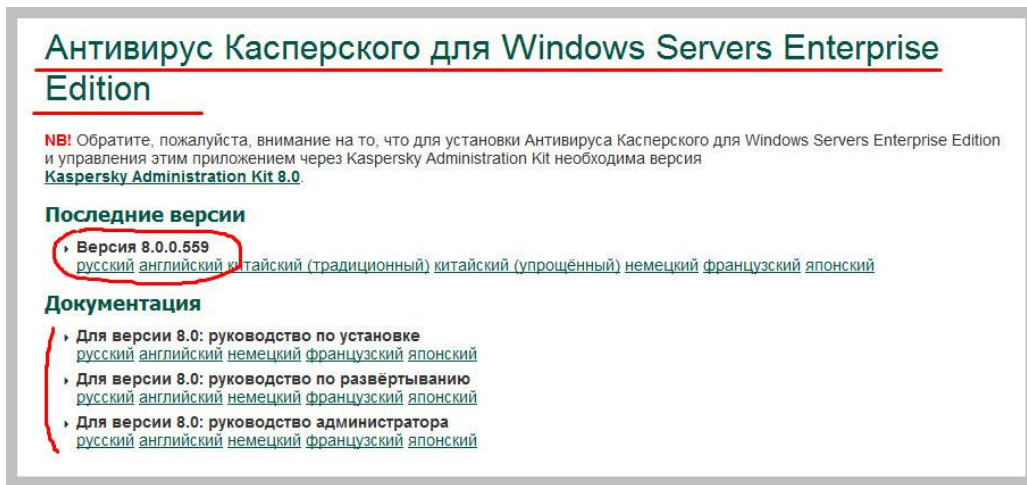 Антивирус Касперского для Windows Servers Enterprise
Edition
NB! Обратите, пожалуйста, внимание на то, что для установки Антивируса Касперского для Windows Servers Enterprise Edition
и управления этим приложением через Kaspersky Administration Kit необходима версия
Kaspersky Administration Kit 8.0.
Последние версии
Версия 8.0.0.559
русский английский китайский (традиционный) китайский (упрощённый) немецкий французский японский
Документация
Для версии 8.0: руководство по установке
русский английский немецкий французский японский
Для версии 8.0: руководство по развёртыванию
русский английский немецкий французский японский
Для версии 8.0: руководство администратора
русский английский немецкий французский японский